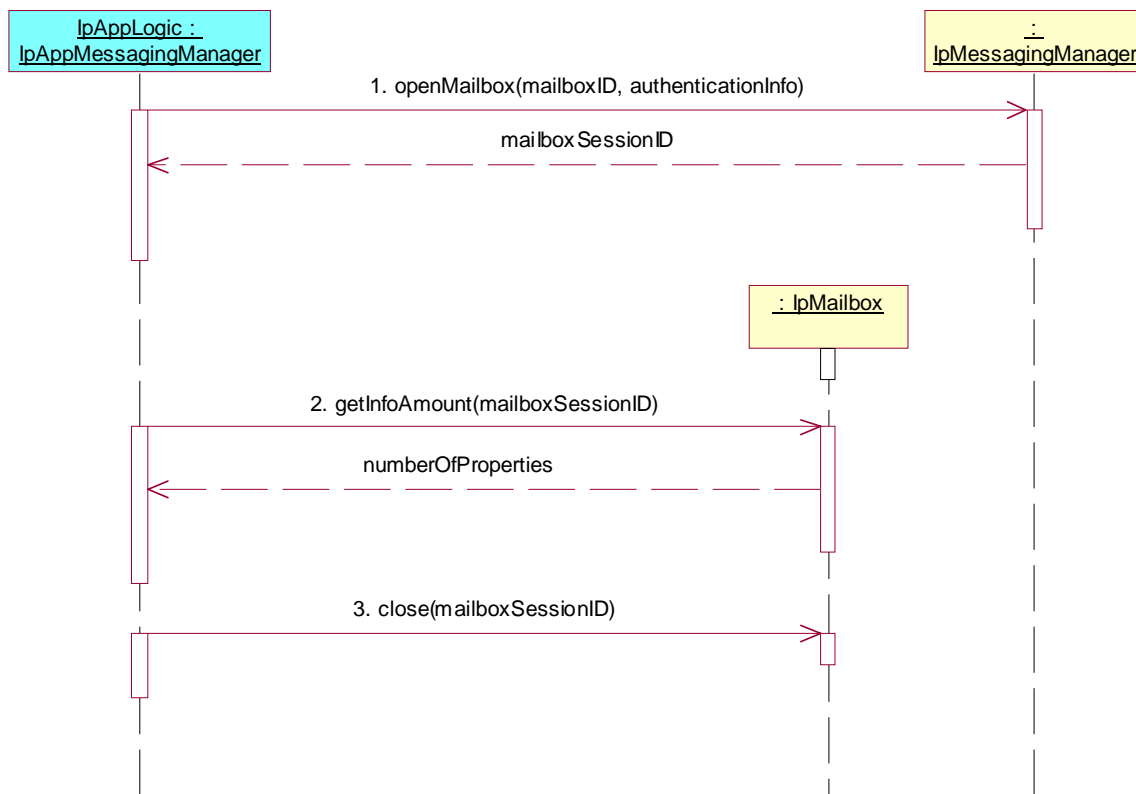 IpAppLogic :
IpAppMessagingManager
:
IpMessagingManager
1. openMailbox(mailboxID, authenticationInfo)
mailboxSessionID
: IpMailbox
2. getInfoAmount(mailboxSessionID)
numberOfProperties
3. close(mailboxSessionID)